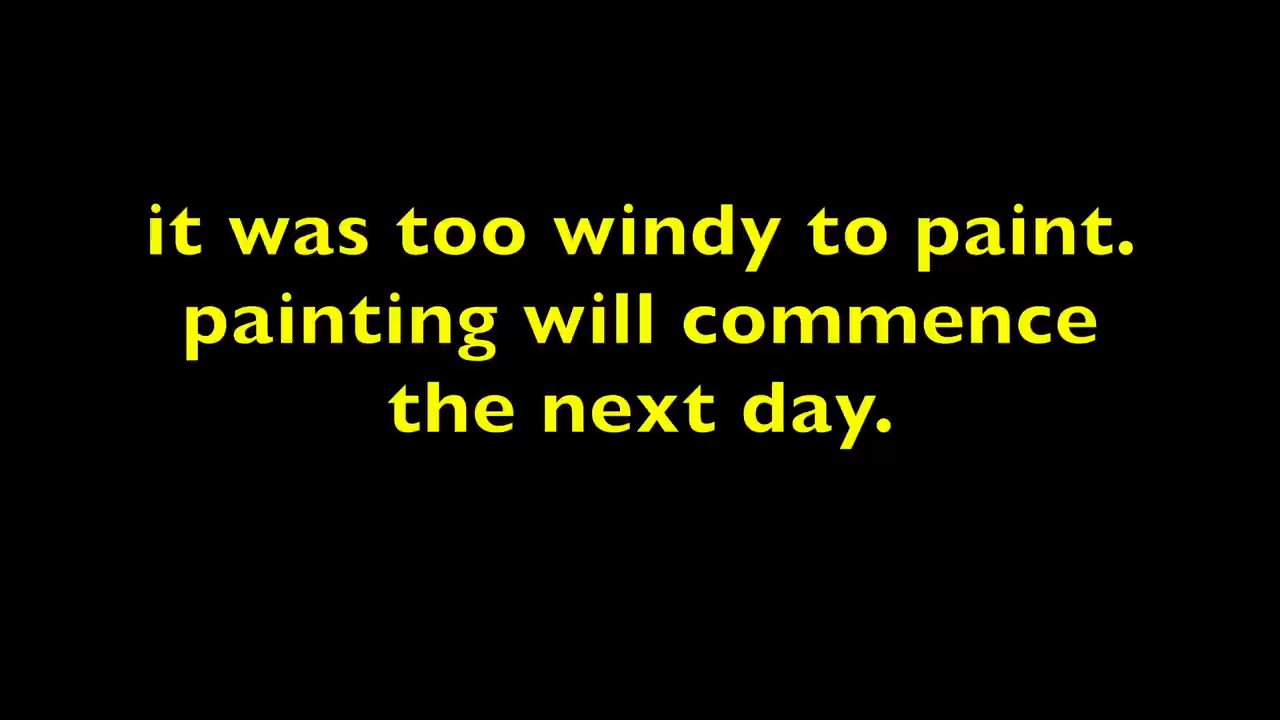 it was too windy to paint.
painting will commence
the next day.